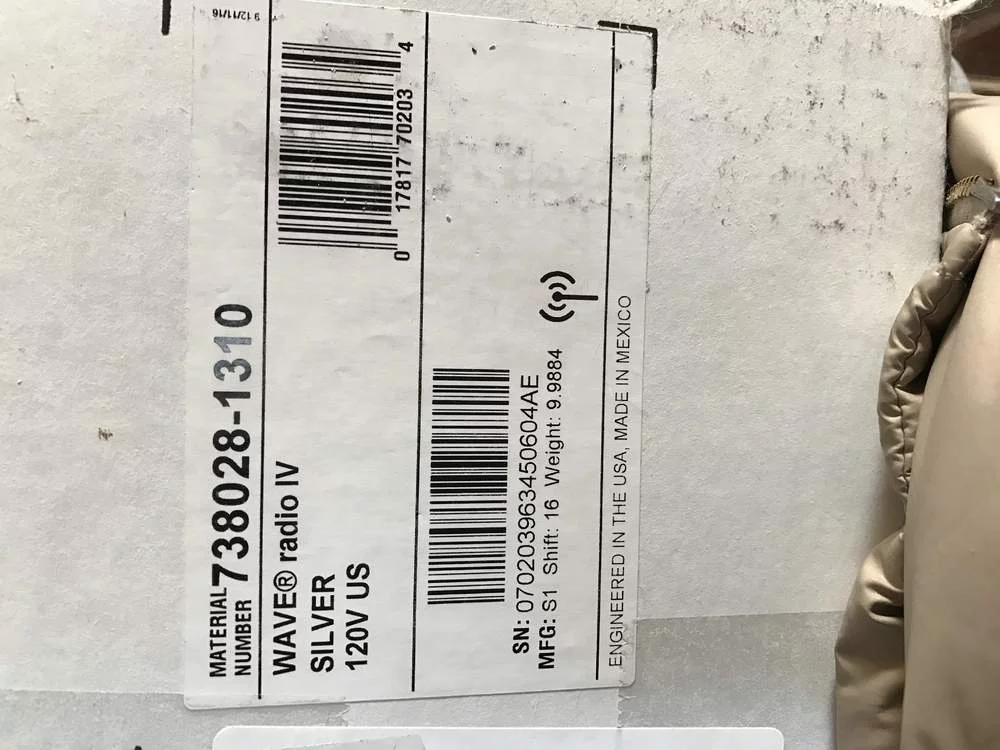 9 12/11/16
MATERIAL
NUMBER 738028-1310
WAVE® radio IV
SILVER
120V US
0 17817 70203 4
SN: 070203963450604AE
MFG: S1 Shift: 16 Weight: 9.9884
ENGINEERED IN THE USA, MADE IN MEXICO